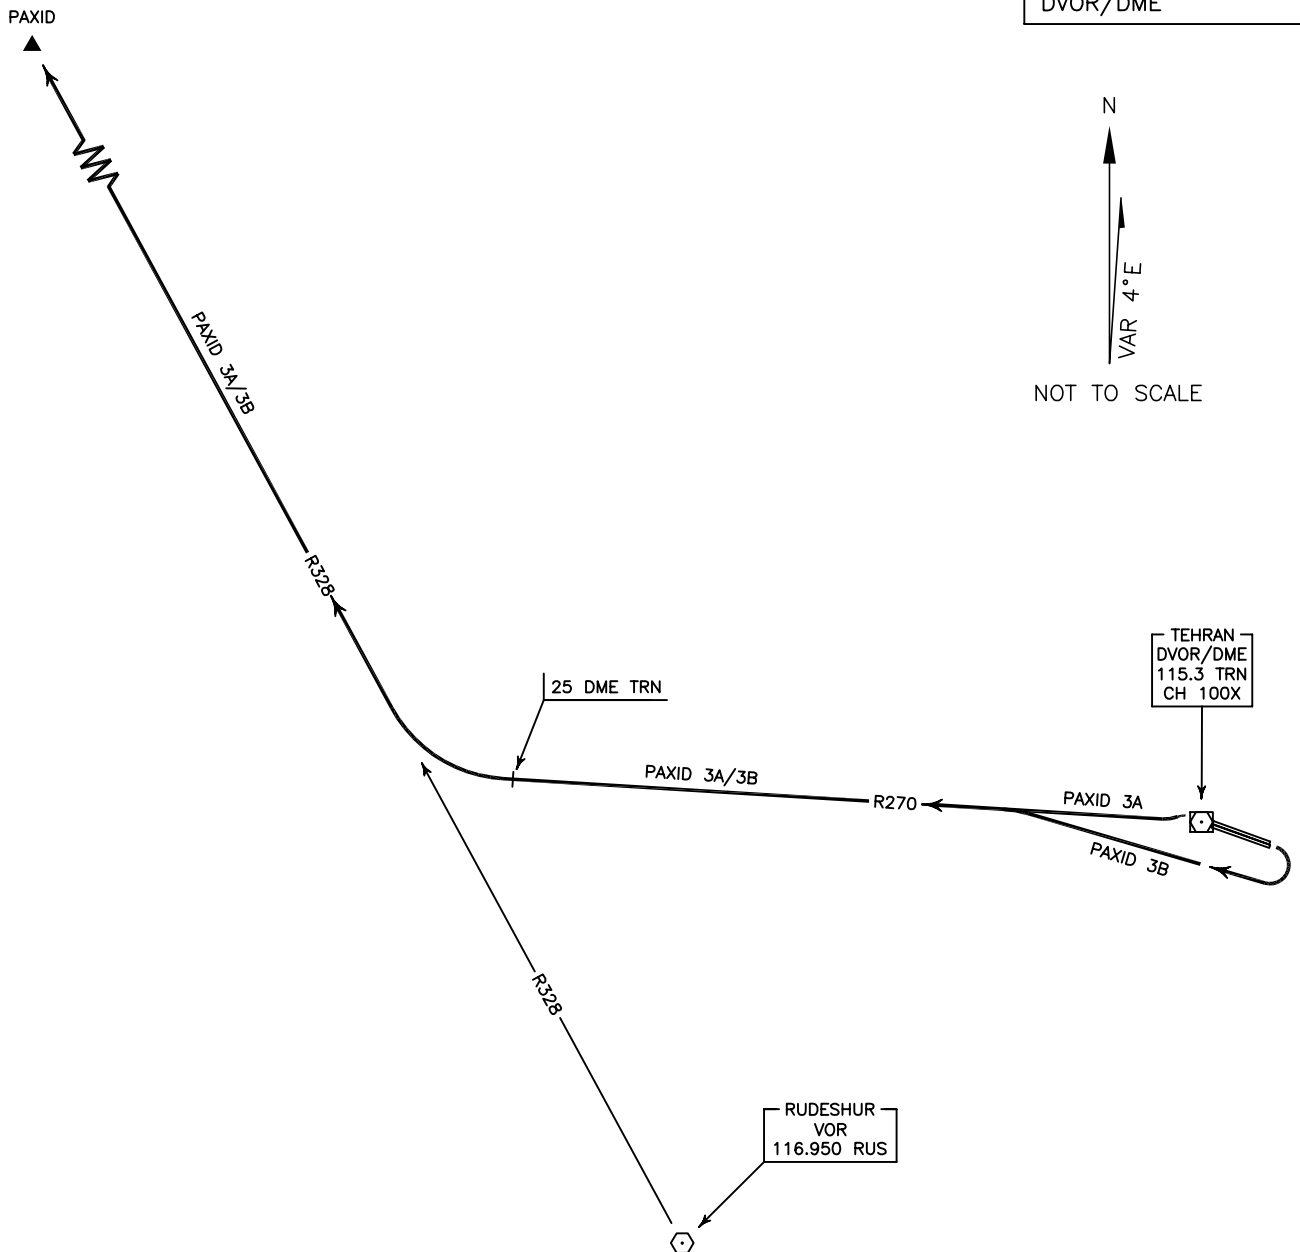 PAXID
DVOR/DME
N
VAR 4°E
NOT TO SCALE
PAXID 3A/3B
R328
TEHRAN
DVOR/DME
115.3 TRN
CH 100X
25 DME TRN
PAXID 3A/3B
R270
PAXID 3A
PAXID 3B
R328
RUDESHUR
VOR
116.950 RUS